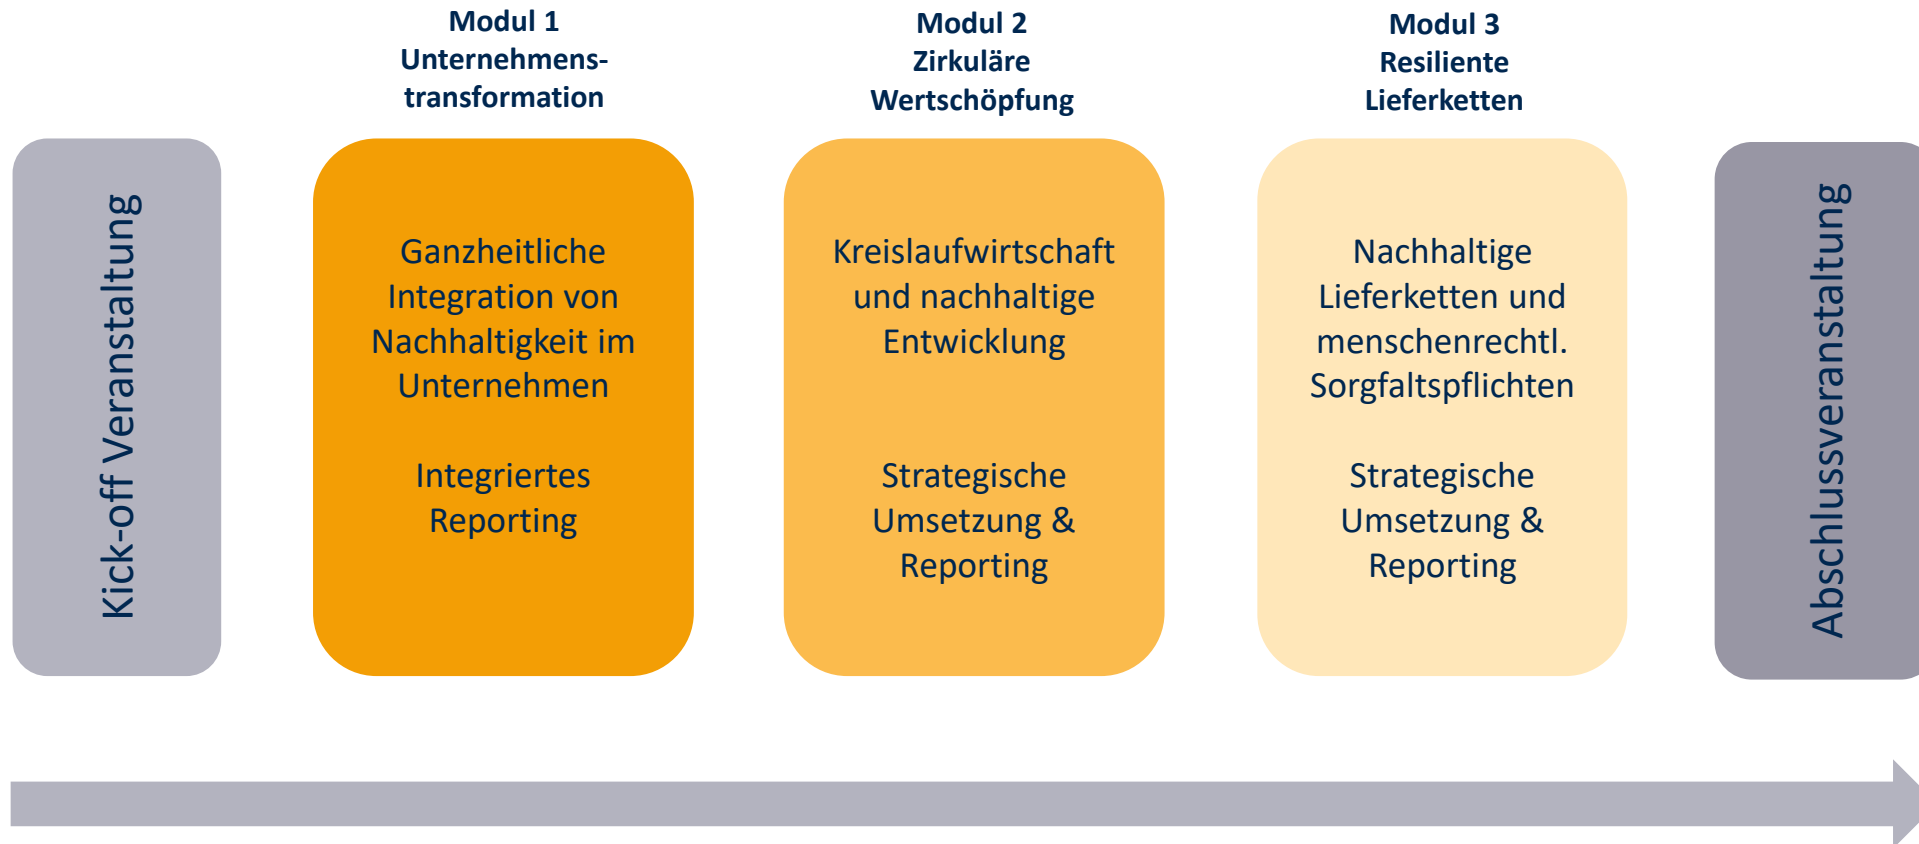 Kick-off Veranstaltung
Modul 1
Unternehmens-
transformation
Ganzheitliche
Integration von
Nachhaltigkeit im
Unternehmen
Integriertes
Reporting
Modul 2
Zirkuläre
Wertschöpfung
Kreislaufwirtschaft
und nachhaltige
Entwicklung
Strategische
Umsetzung &
Reporting
Modul 3
Resiliente
Lieferketten
Nachhaltige
Lieferketten und
menschenrechtl.
Sorgfaltspflichten
Strategische
Umsetzung &
Reporting
Abschlussveranstaltung